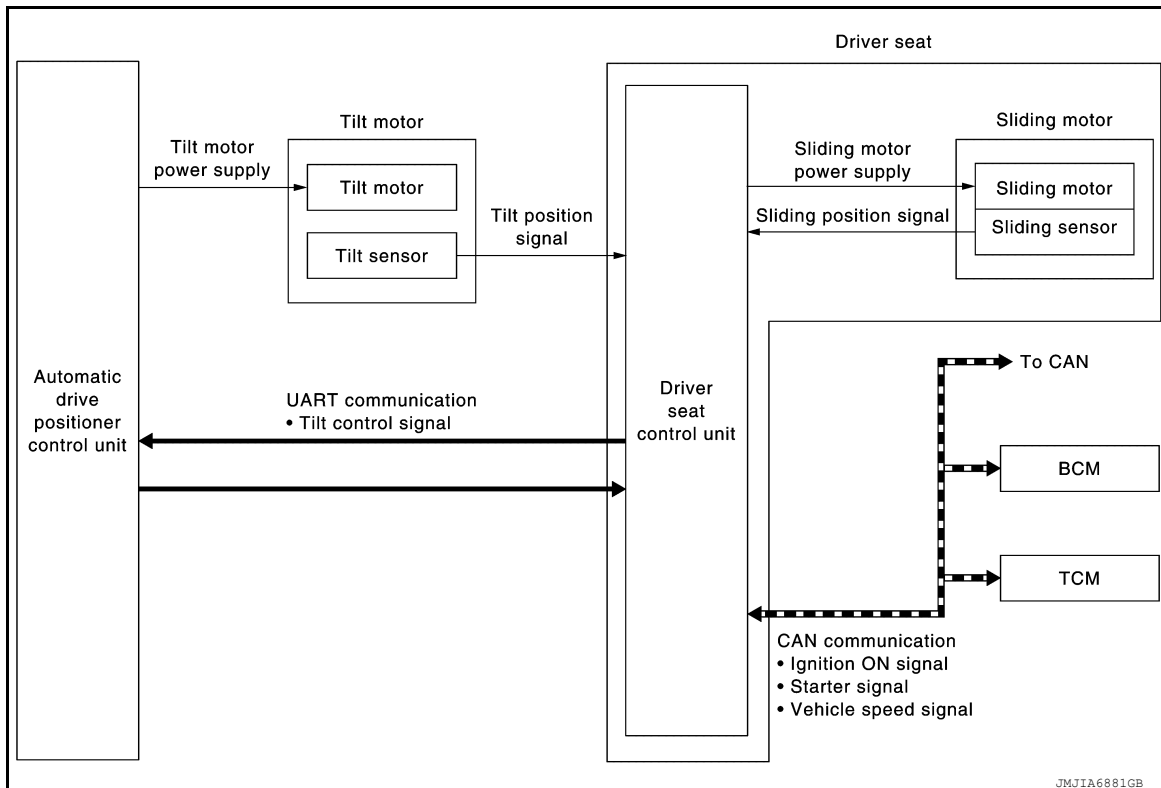 Driver seat
Tilt motor
Sliding motor
Tilt motor
power supply
Sliding motor
power supply
Tilt motor
Sliding motor
Tilt position
signal
Sliding position signal
Sliding sensor
Tilt sensor
Automatic
drive
positioner
control unit
UART communication
• Tilt control signal
Driver
seat
control unit
To CAN
BCM
TCM
CAN communication
• Ignition ON signal
• Starter signal
• Vehicle speed signal
JMJIA6881GB